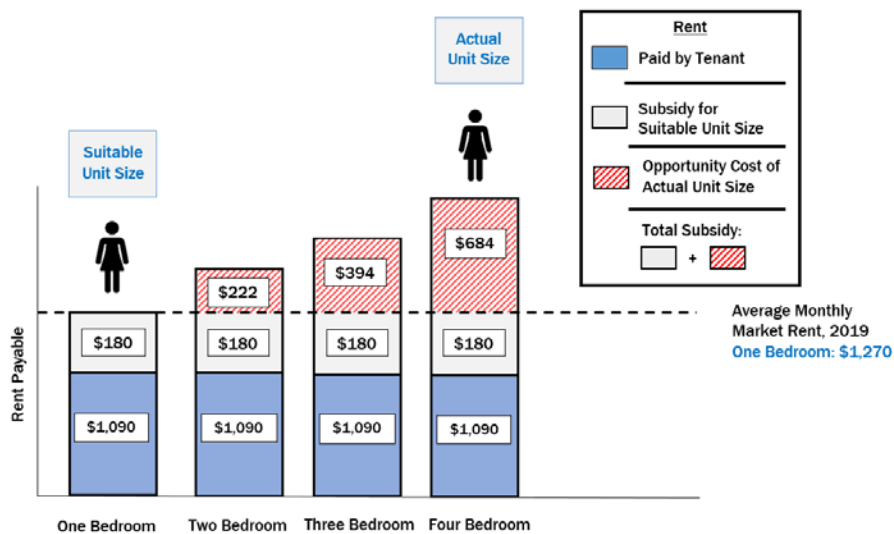 Actual
Unit Size
Suitable
Unit Size
Rent
Paid by Tenant
Subsidy for
Suitable Unit Size
Opportunity Cost of
Actual Unit Size
Total Subsidy:
+
Rent Payable
$222
$394
$684
$180
$180
$180
$180
$1,090
$1,090
$1,090
$1,090
Average Monthly
Market Rent, 2019
One Bedroom: $1,270
One Bedroom
Two Bedroom
Three Bedroom
Four Bedroom